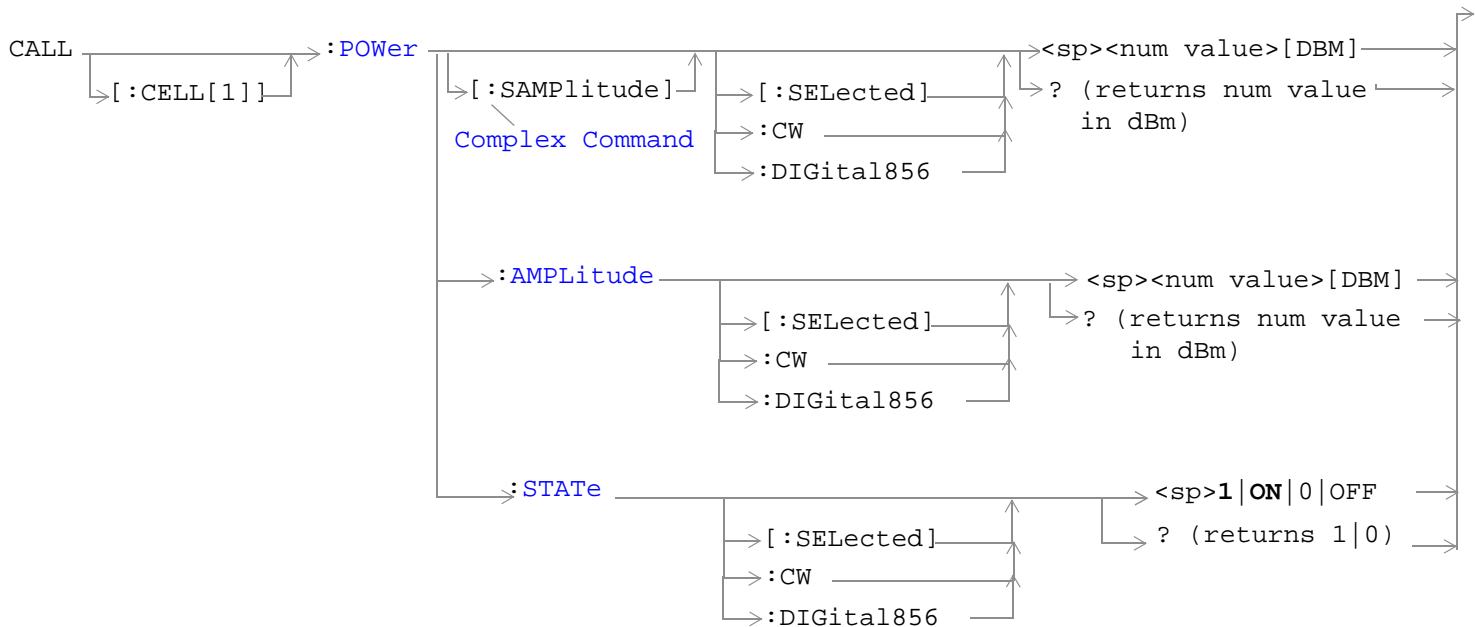 CALL :POWer <sp><num value>[DBM]
[:CELL[1]] [:SAMPlitude] [:SELected] ? (returns num value
in dBm)
Complex Command :CW
:DIGital856
:AMPLitude <sp><num value>[DBM]
[:SELected] ? (returns num value
in dBm)
:CW
:DIGital856
:STATe <sp>1|ON|0|OFF
[:SELected] ? (returns 1|0)
:CW
:DIGital856